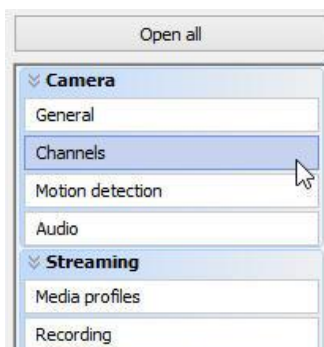 Open all
Camera
General
Channels
Motion detection
Audio
Streaming
Media profiles
Recording